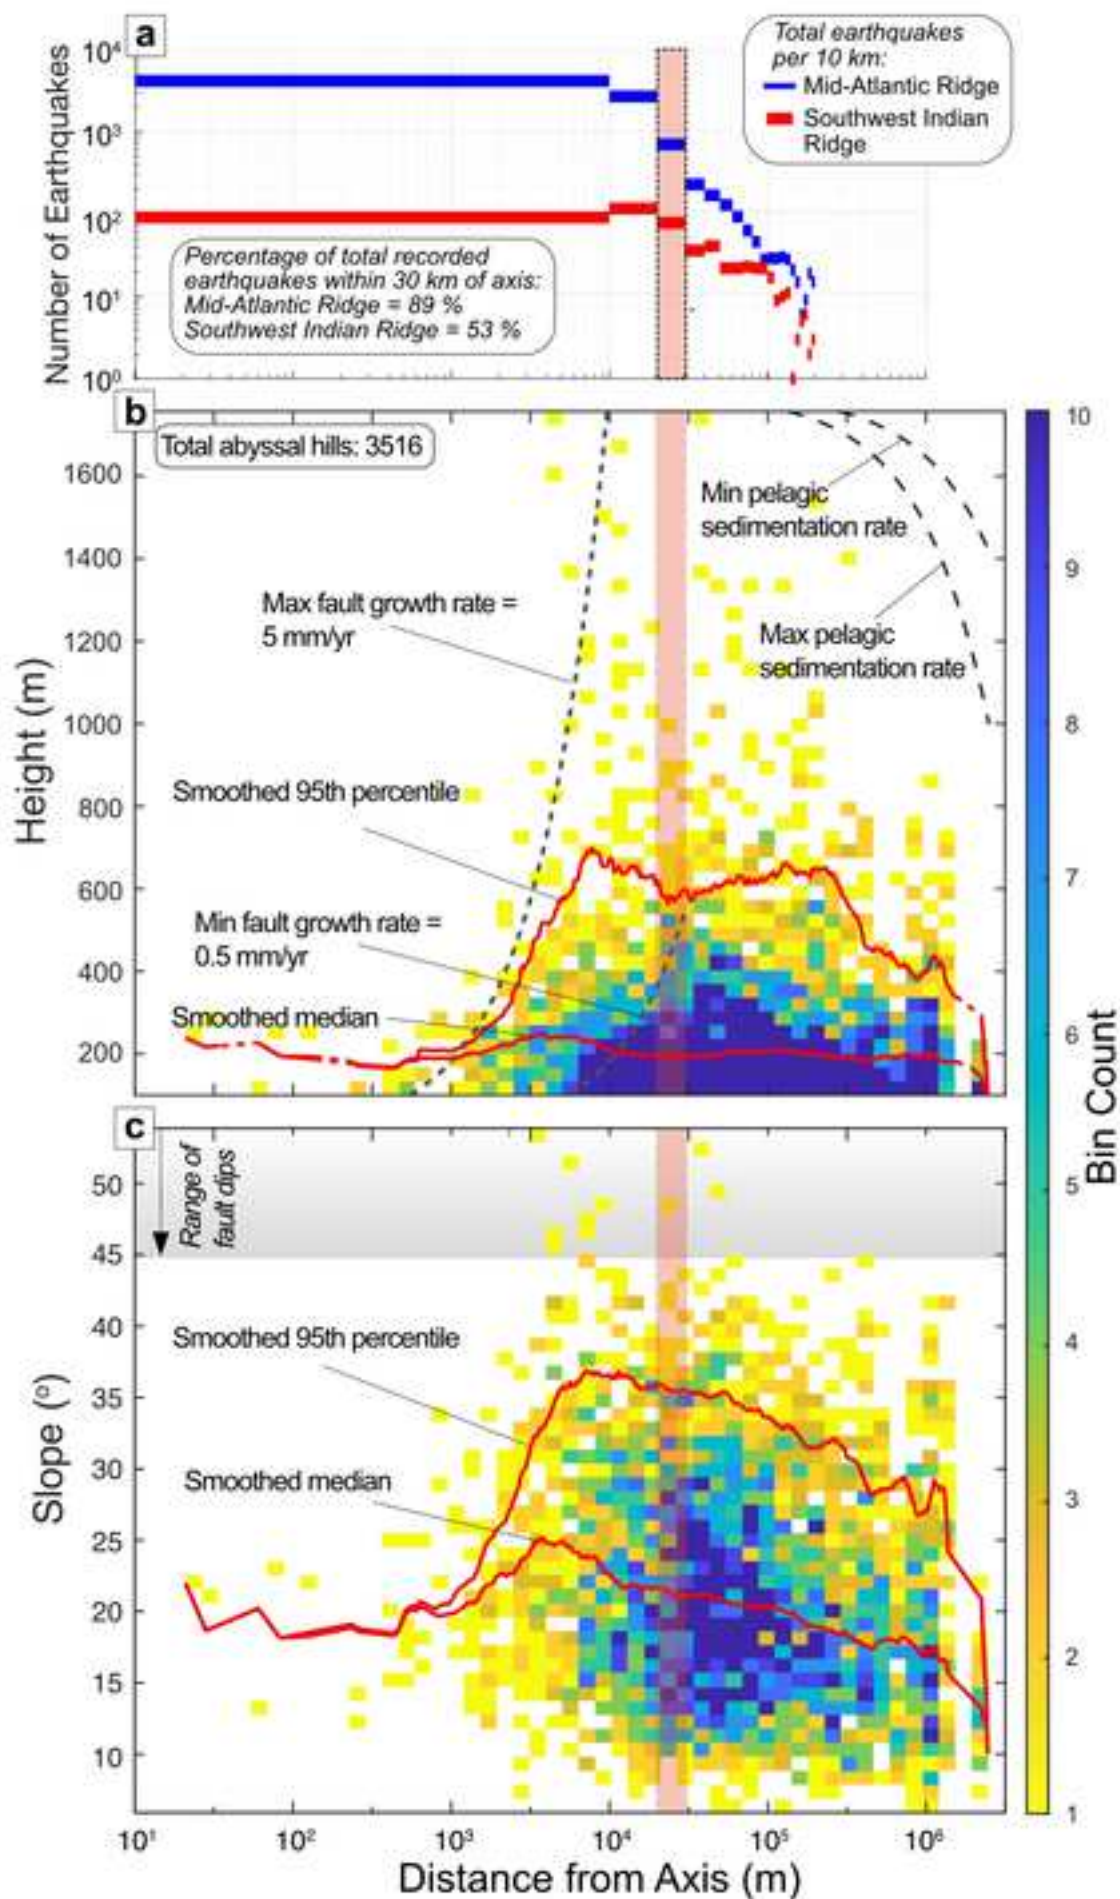 a
Total earthquakes
per 10 km:
Mid-Atlantic Ridge
Southwest Indian
Ridge
Number of Earthquakes
10⁴
10³
10²
10¹
10⁰
Percentage of total recorded
earthquakes within 30 km of axis:
Mid-Atlantic Ridge = 89 %
Southwest Indian Ridge = 53 %
b
Total abyssal hills: 3516
Height (m)
1600
1400
1200
1000
800
600
400
200
Min pelagic
sedimentation rate
Max fault growth rate =
5 mm/yr
Max pelagic
sedimentation rate
Smoothed 95th percentile
Min fault growth rate =
0.5 mm/yr
Smoothed median
10
9
8
7
6
5
4
3
2
1
Bin Count
c
Range of
fault dips
Slope (°)
50
45
40
35
30
25
20
15
10
Smoothed 95th percentile
Smoothed median
10¹
10²
10³
10⁴
10⁵
10⁶
Distance from Axis (m)